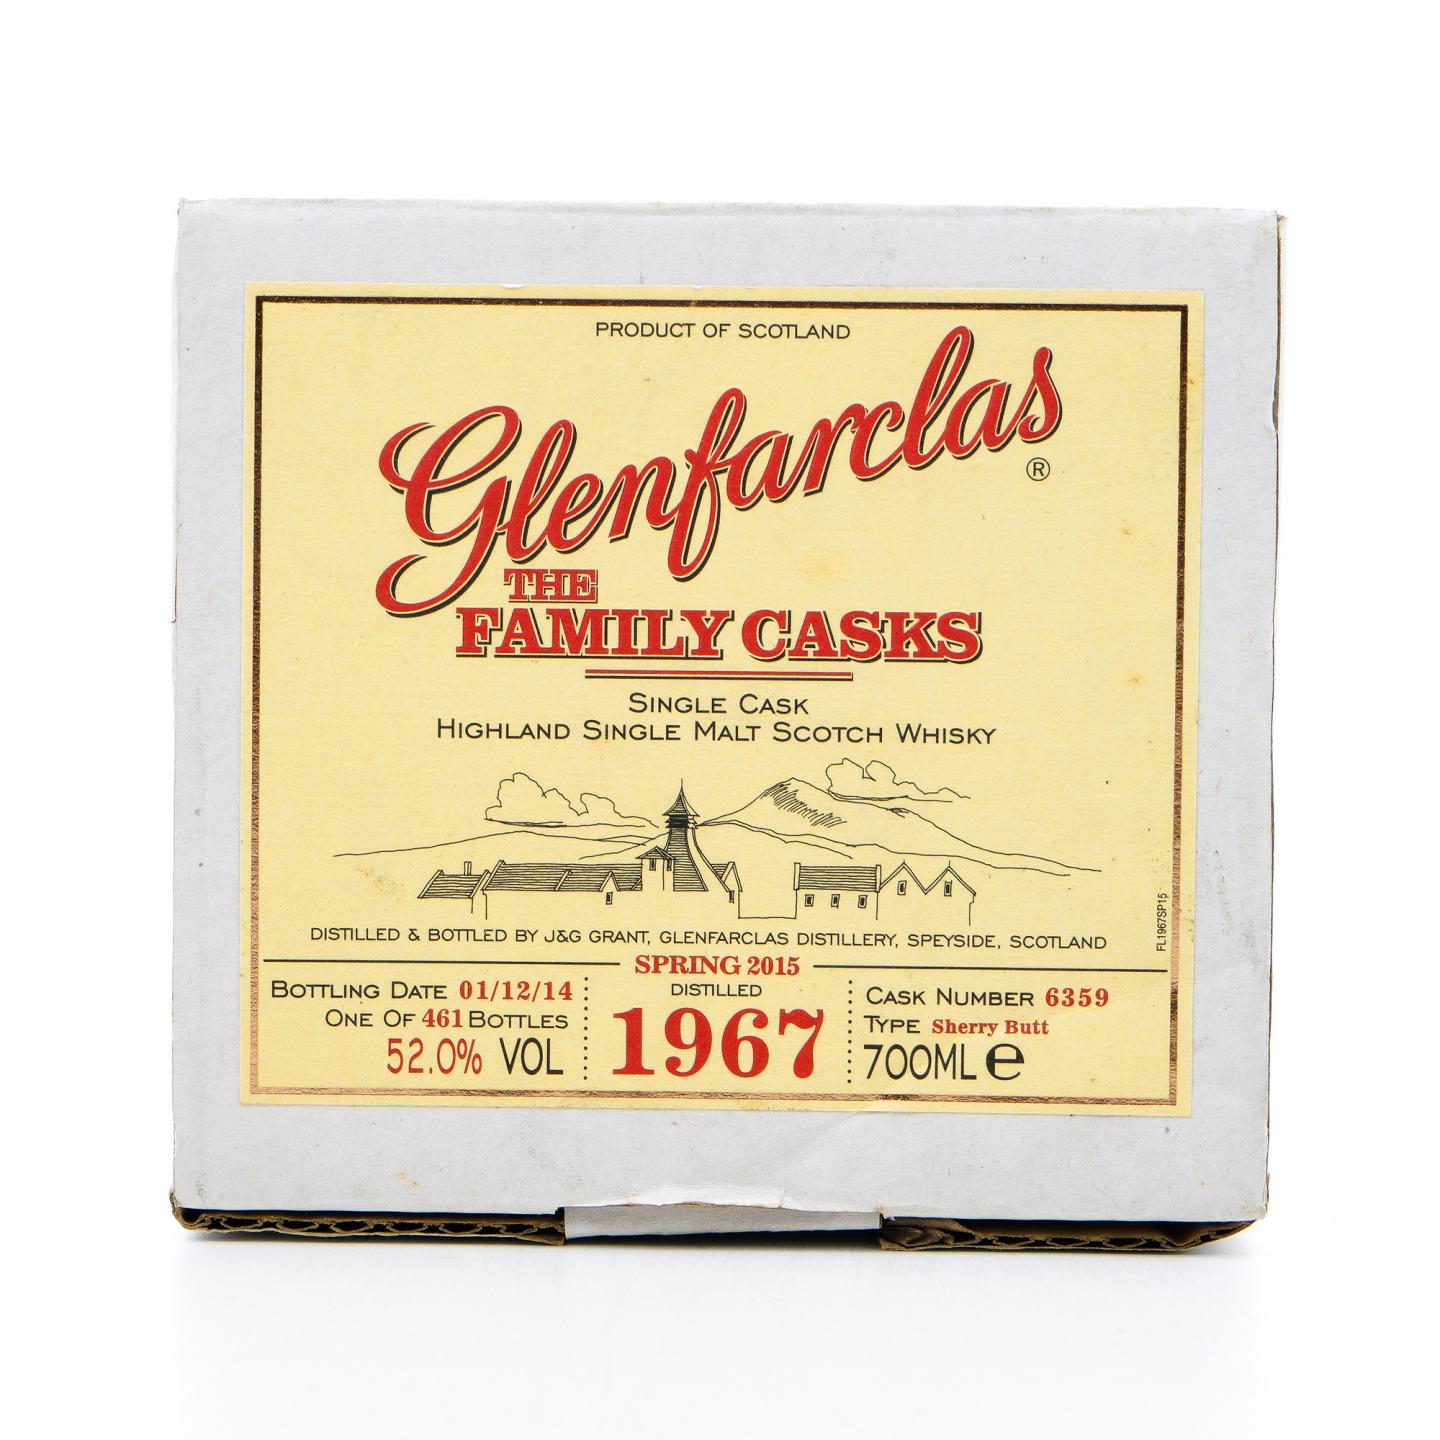 PRODUCT OF SCOTLAND
Glenfarclas ®
THE
FAMILY CASKS
SINGLE CASK
HIGHLAND SINGLE MALT SCOTCH WHISKY
FL1967SP15
DISTILLED & BOTTLED BY J&G GRANT, GLENFARCLAS DISTILLERY, SPEYSIDE, SCOTLAND
SPRING 2015
BOTTLING DATE 01/12/14
ONE OF 461 BOTTLES
52.0% VOL
DISTILLED
1967
CASK NUMBER 6359
TYPE Sherry Butt
700ML e